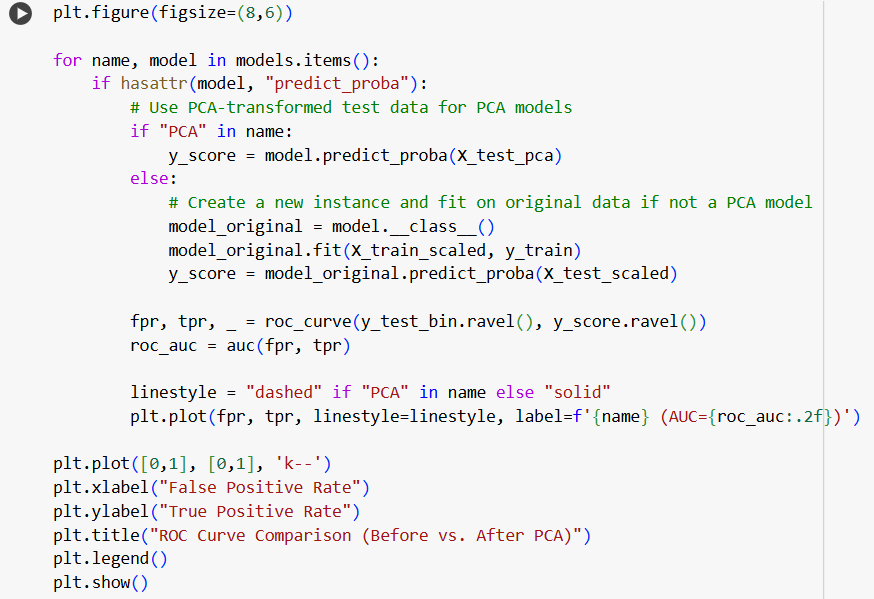 plt.figure(figsize=(8,6))

for name, model in models.items():
    if hasattr(model, "predict_proba"):
        # Use PCA-transformed test data for PCA models
        if "PCA" in name:
            y_score = model.predict_proba(X_test_pca)
        else:
            # Create a new instance and fit on original data if not a PCA model
            model_original = model.__class__()
            model_original.fit(X_train_scaled, y_train)
            y_score = model_original.predict_proba(X_test_scaled)

        fpr, tpr, _ = roc_curve(y_test_bin.ravel(), y_score.ravel())
        roc_auc = auc(fpr, tpr)

        linestyle = "dashed" if "PCA" in name else "solid"
        plt.plot(fpr, tpr, linestyle=linestyle, label=f'{name} (AUC={roc_auc:.2f})')

plt.plot([0,1], [0,1], 'k--')
plt.xlabel("False Positive Rate")
plt.ylabel("True Positive Rate")
plt.title("ROC Curve Comparison (Before vs. After PCA)")
plt.legend()
plt.show()